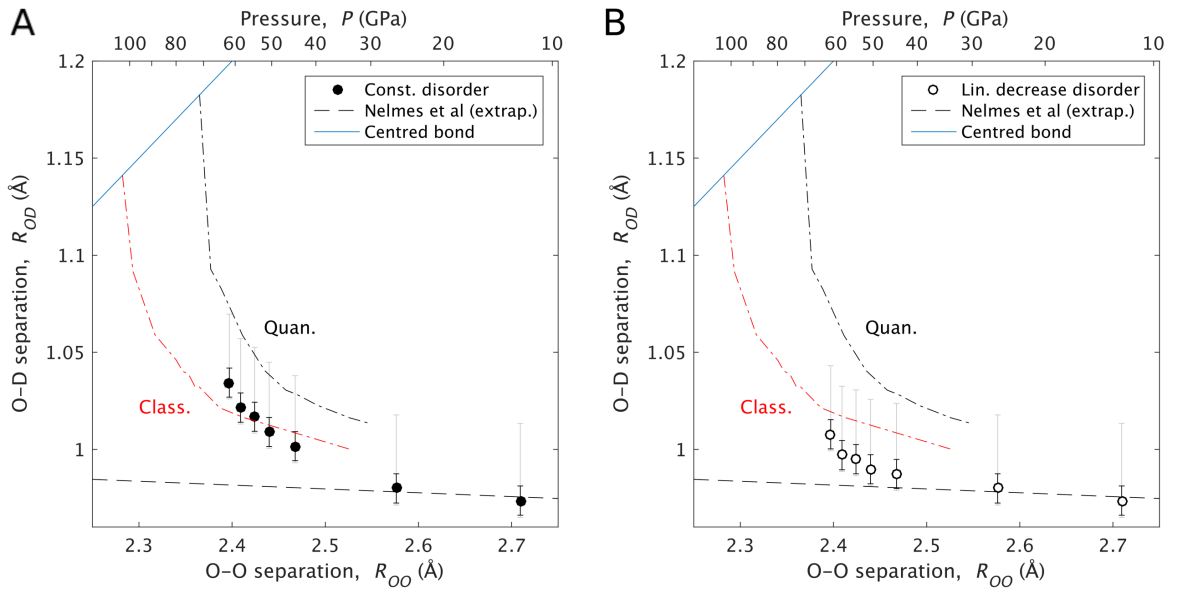 A
Pressure, P (GPa)
100 80 60 50 40 30 20 10
1.2
1.15
1.1
1.05
1
O–D separation, R_OD (Å)
Const. disorder
Nelmes et al (extrap.)
Centred bond
Quan.
Class.
2.3 2.4 2.5 2.6 2.7
O–O separation, R_OO (Å)
B
Pressure, P (GPa)
100 80 60 50 40 30 20 10
1.2
1.15
1.1
1.05
1
O–D separation, R_OD (Å)
Lin. decrease disorder
Nelmes et al (extrap.)
Centred bond
Quan.
Class.
2.3 2.4 2.5 2.6 2.7
O–O separation, R_OO (Å)